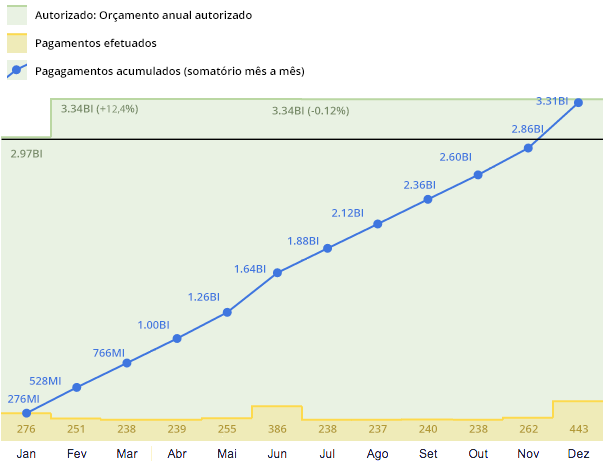 Autorizado: Orçamento anual autorizado
Pagamentos efetuados
Pagagamentos acumulados (somatório mês a mês)
3.31BI
3.34BI (+12,4%)
3.34BI (-0.12%)
2.86BI
2.97BI
2.60BI
2.36BI
2.12BI
1.88BI
1.64BI
1.26BI
1.00BI
766MI
528MI
276MI
276 251 238 239 255 386 238 237 240 238 262 443
Jan Fev Mar Abr Mai Jun Jul Ago Set Out Nov Dez